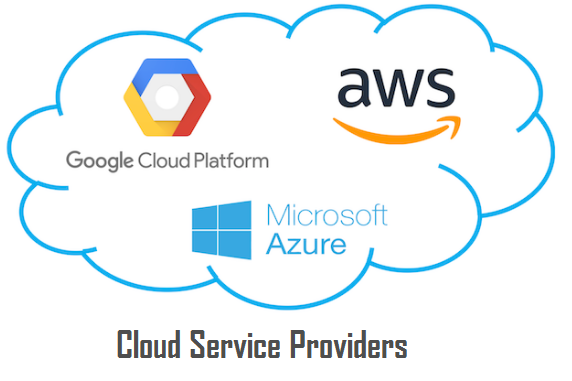 aws
Google Cloud Platform
Microsoft
Azure
Cloud Service Providers